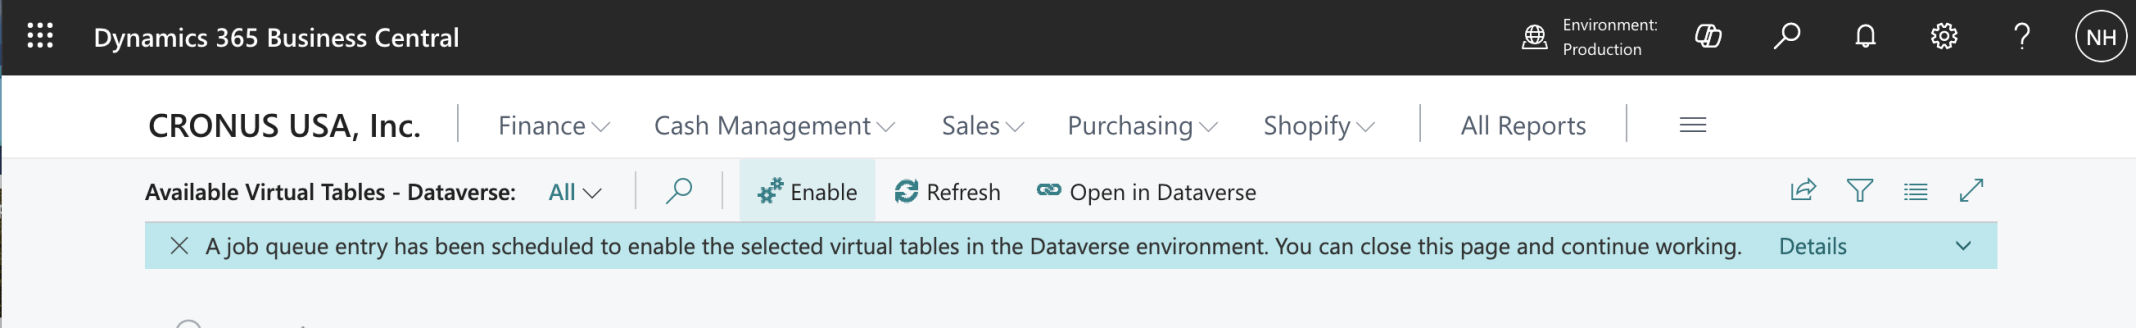 Dynamics 365 Business Central
Environment:
Production
NH
CRONUS USA, Inc.
Finance
Cash Management
Sales
Purchasing
Shopify
All Reports
Available Virtual Tables - Dataverse:
All
Enable
Refresh
Open in Dataverse
A job queue entry has been scheduled to enable the selected virtual tables in the Dataverse environment. You can close this page and continue working.
Details